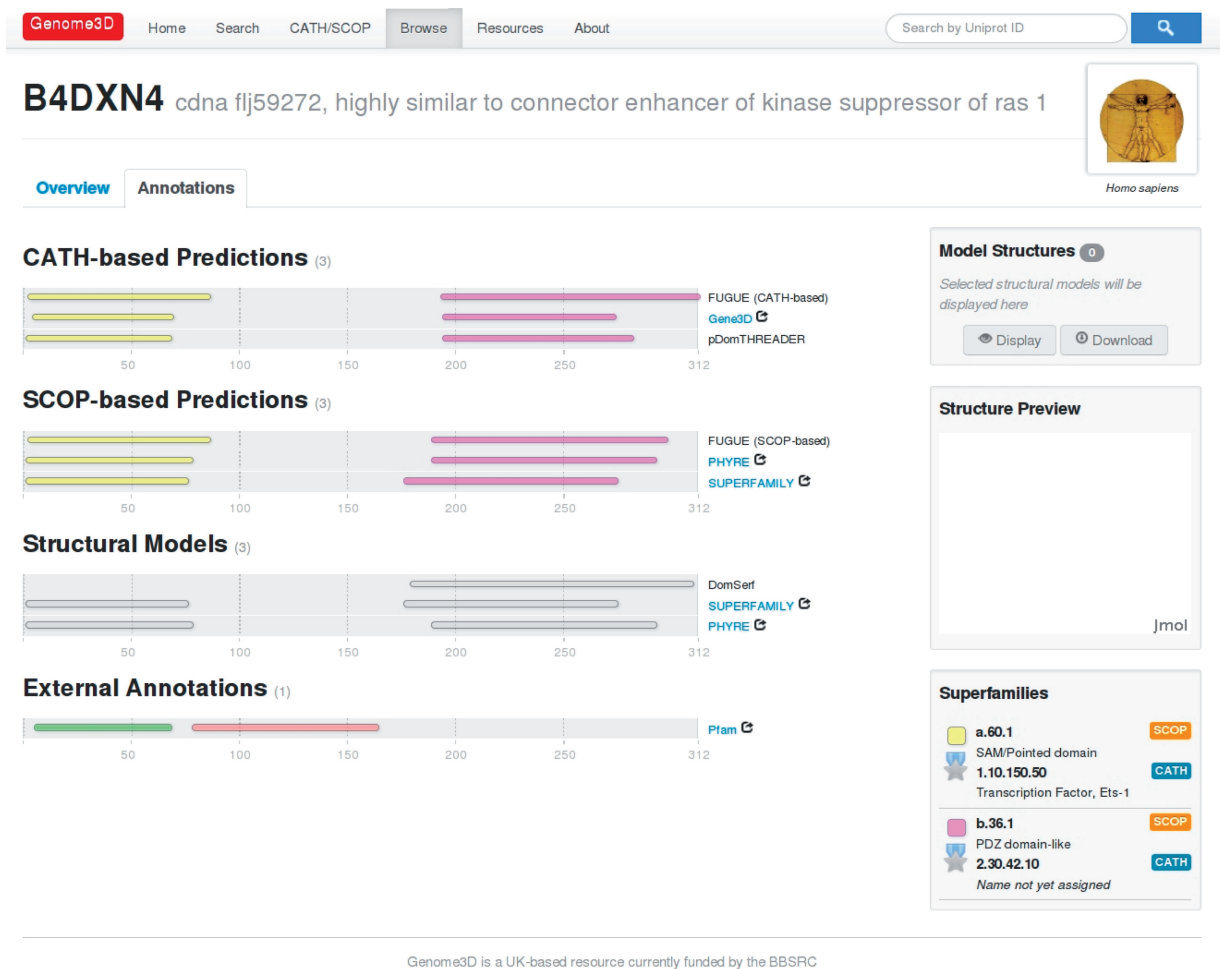 Genome3D
Home Search CATH/SCOP Browse Resources About
Search by Uniprot ID
B4DXN4 cdna flj59272, highly similar to connector enhancer of kinase suppressor of ras 1
Homo sapiens
Overview Annotations
CATH-based Predictions (3)
FUGUE (CATH-based)
Gene3D
pDomTHREADER
50 100 150 200 250 312
SCOP-based Predictions (3)
FUGUE (SCOP-based)
PHYRE
SUPERFAMILY
50 100 150 200 250 312
Structural Models (3)
DomSerf
SUPERFAMILY
PHYRE
50 100 150 200 250 312
External Annotations (1)
Pfam
50 100 150 200 250 312
Model Structures 0
Selected structural models will be
displayed here
Display Download
Structure Preview
Jmol
Superfamilies
a.60.1 SCOP
SAM/Pointed domain
1.10.150.50 CATH
Transcription Factor, Ets-1
b.36.1 SCOP
PDZ domain-like
2.30.42.10 CATH
Name not yet assigned
Genome3D is a UK-based resource currently funded by the BBSRC